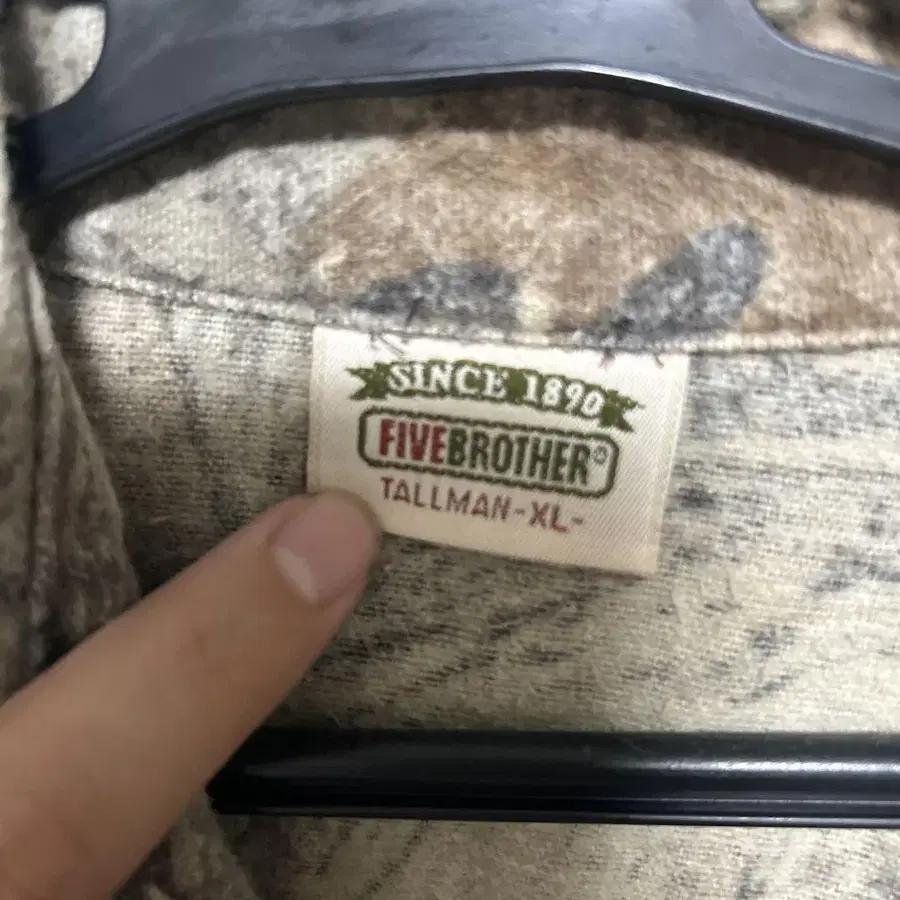 SINCE 1890
FIVEBROTHER®
TALLMAN-XL-